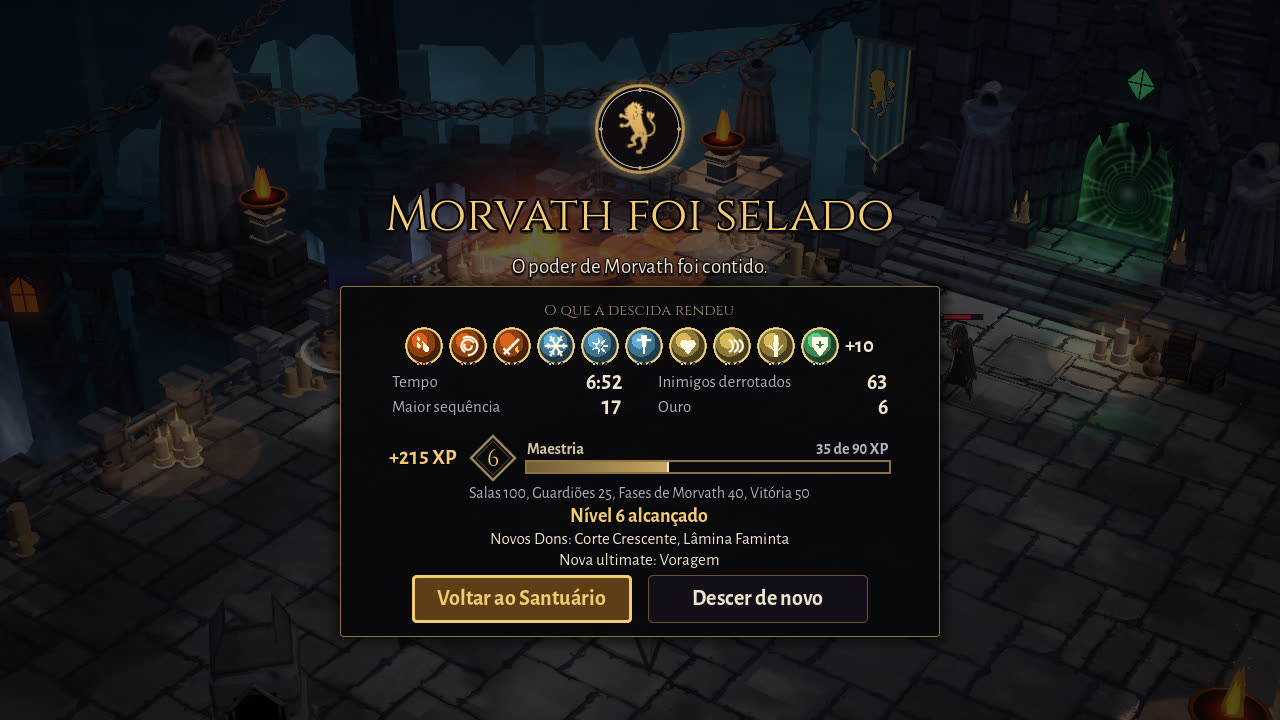 Morvath foi selado
O poder de Morvath foi contido.
O que a descida rendeu
+10
Tempo 6:52 Inimigos derrotados 63
Maior sequência 17 Ouro 6
+215 XP 6 Maestria 35 de 90 XP
Salas 100, Guardiões 25, Fases de Morvath 40, Vitória 50
Nível 6 alcançado
Novos Dons: Corte Crescente, Lâmina Faminta
Nova ultimate: Voragem
Voltar ao Santuário Descer de novo